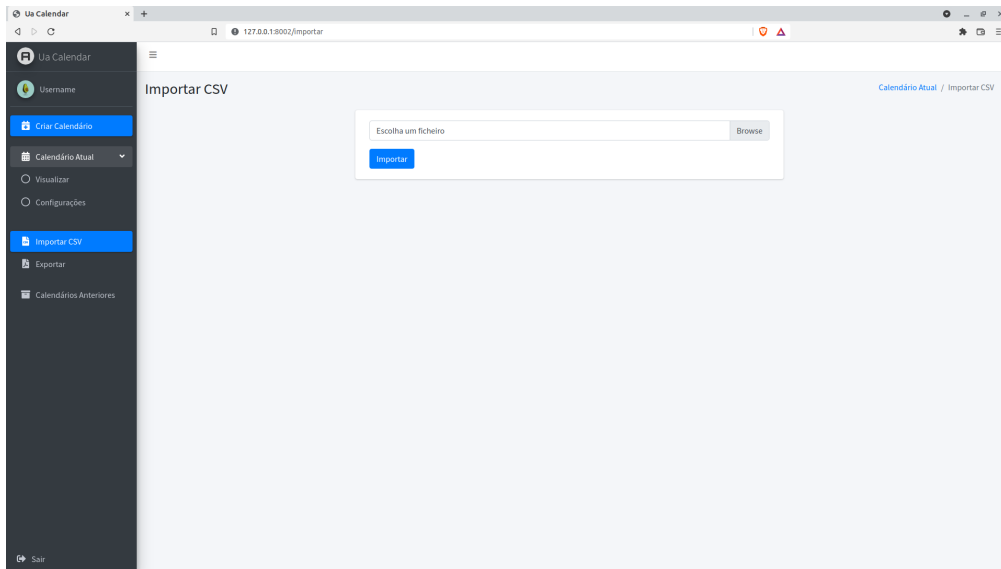 Ua Calendar
127.0.0.1:8002/importar
Ua Calendar
Username
Criar Calendário
Calendário Atual
Visualizar
Configurações
Importar CSV
Exportar
Calendários Anteriores
Sair
Importar CSV
Calendário Atual / Importar CSV
Escolha um ficheiro
Browse
Importar